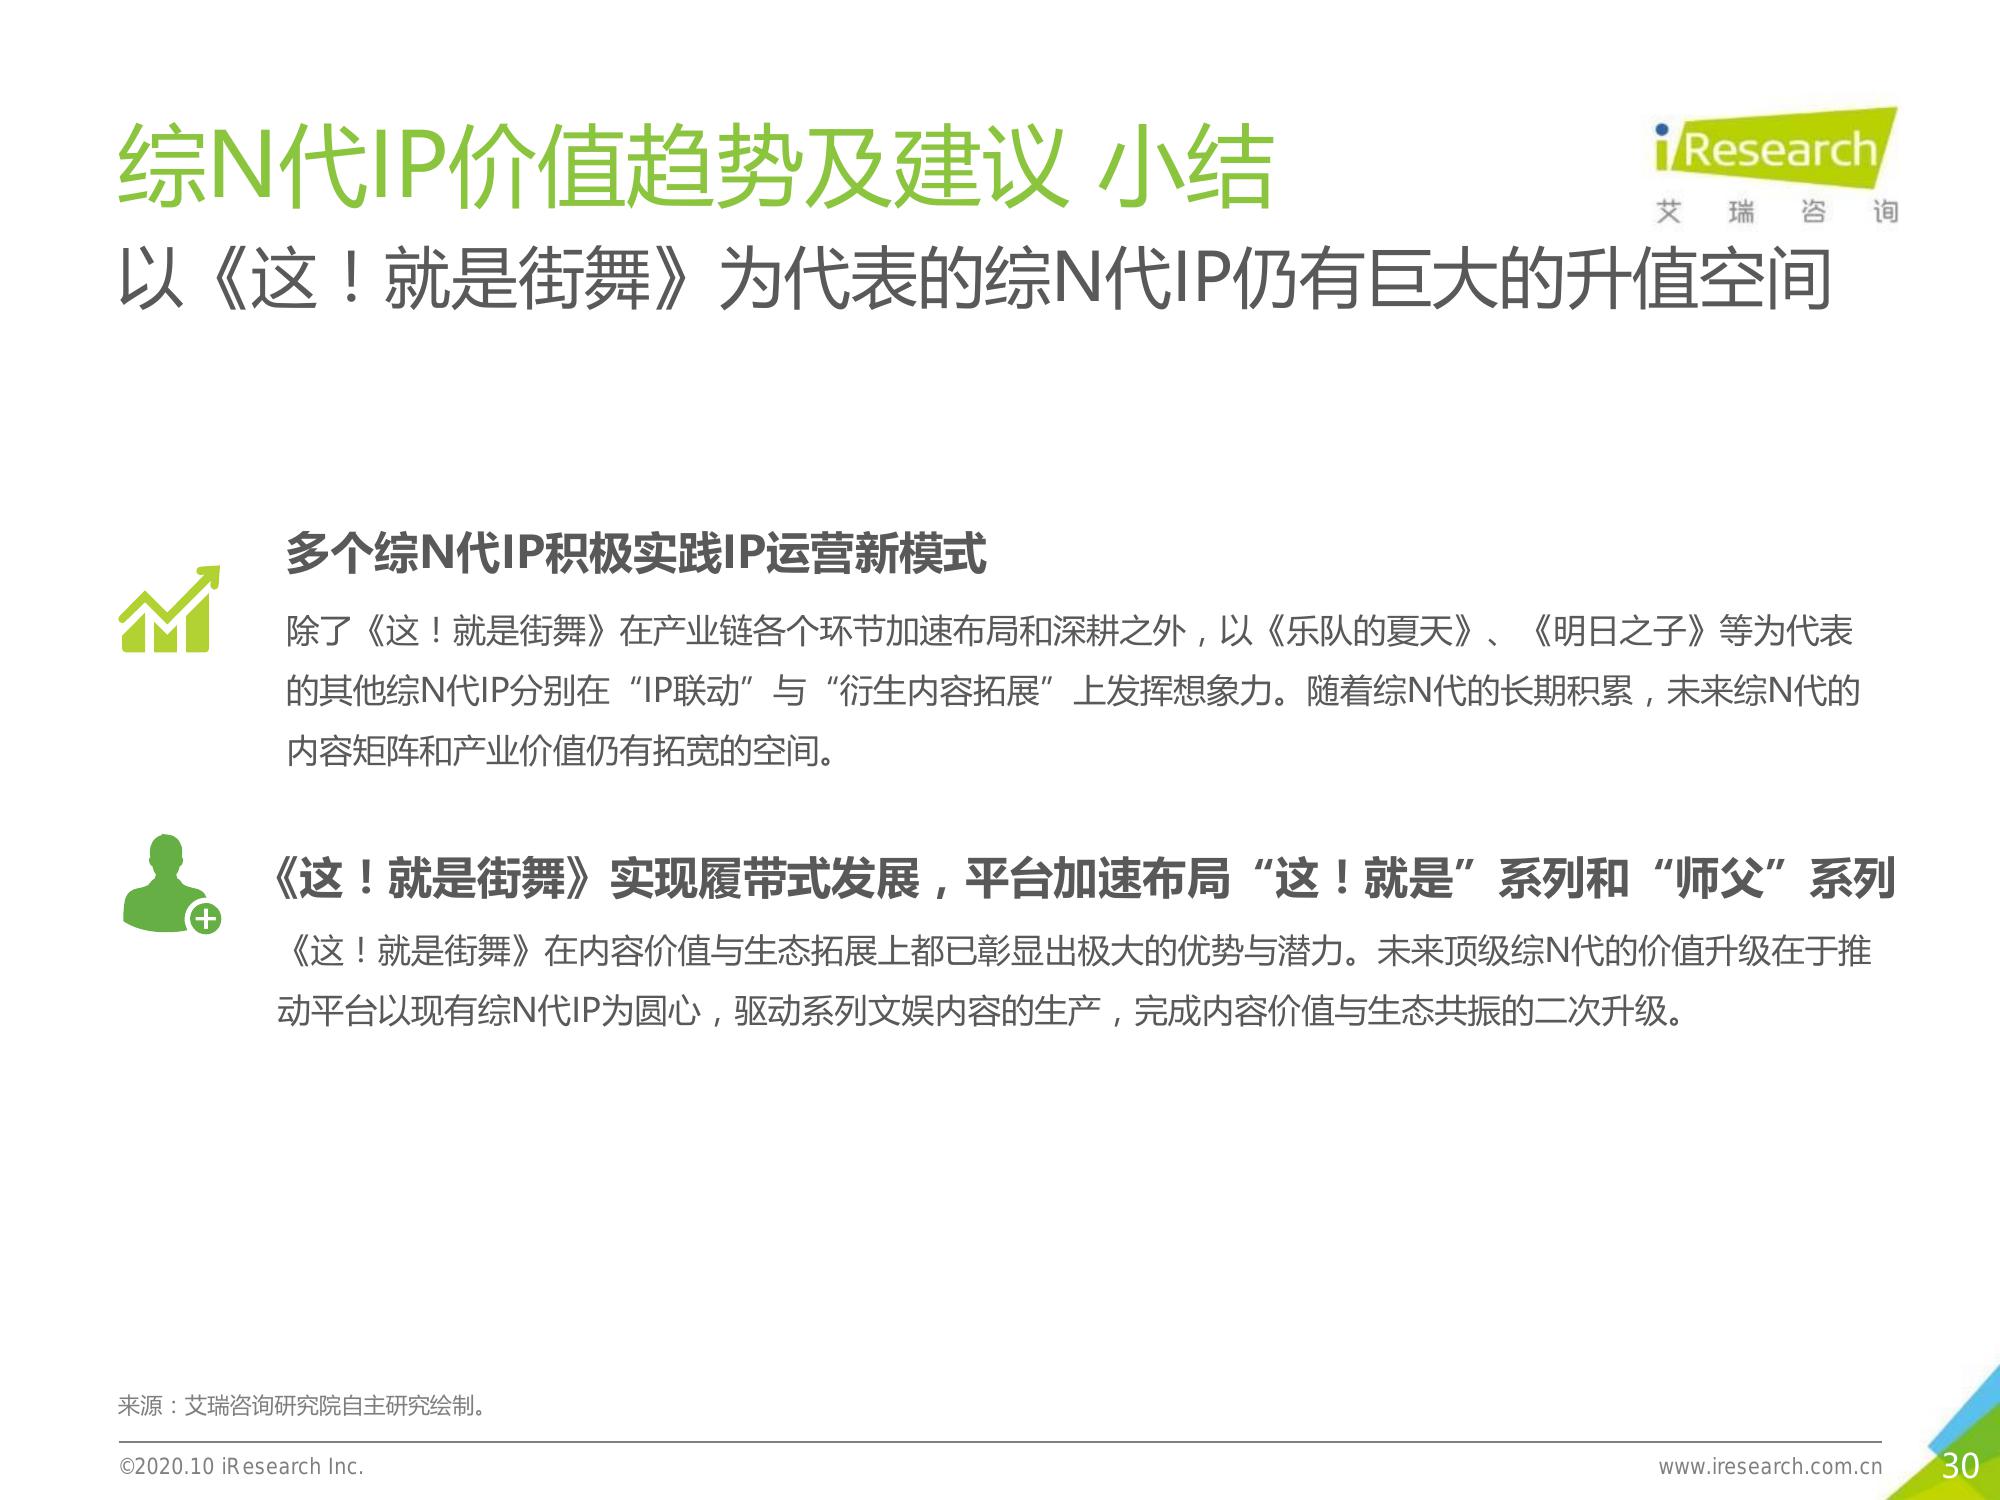 综N代IP价值趋势及建议 小结
iResearch
艾瑞咨询
以《这！就是街舞》为代表的综N代IP仍有巨大的升值空间
多个综N代IP积极实践IP运营新模式
除了《这！就是街舞》在产业链各个环节加速布局和深耕之外，以《乐队的夏天》、《明日之子》等为代表
的其他综N代IP分别在“IP联动”与“衍生内容拓展”上发挥想象力。随着综N代的长期积累，未来综N代的
内容矩阵和产业价值仍有拓宽的空间。
《这！就是街舞》实现履带式发展，平台加速布局“这！就是”系列和“师父”系列
《这！就是街舞》在内容价值与生态拓展上都已彰显出极大的优势与潜力。未来顶级综N代的价值升级在于推
动平台以现有综N代IP为圆心，驱动系列文娱内容的生产，完成内容价值与生态共振的二次升级。
来源：艾瑞咨询研究院自主研究绘制。
©2020.10 iResearch Inc.
www.iresearch.com.cn
30